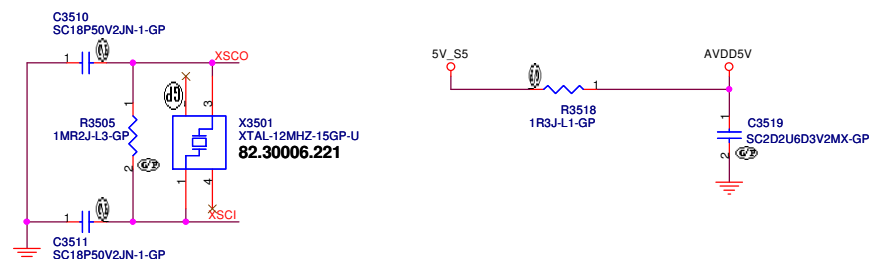 C3510
SC18P50V2JN-1-GP
1
XSCO
R3505
1MR2J-L3-GP
1
2
G/P
GP
3
X3501
XTAL-12MHZ-15GP-U
82.30006.221
1
4
XSCI
1
C3511
SC18P50V2JN-1-GP
5V_S5
AVDD5V
1
R3518
1R3J-L1-GP
1
C3519
SC2D2U6D3V2MX-GP
2
G/P